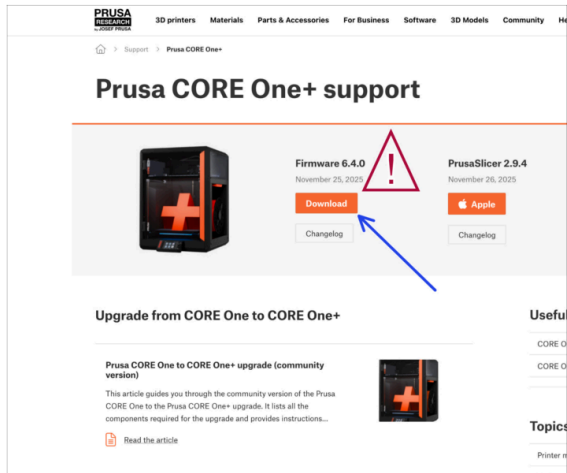 PRUSA
RESEARCH
by JOSEF PRUSA
3D printers Materials Parts & Accessories For Business Software 3D Models Community
Support > Prusa CORE One+
Prusa CORE One+ support
Firmware 6.4.0
November 25, 2025
Download
Changelog
!
PrusaSlicer 2.9.4
November 26, 2025
Apple
Changelog
Upgrade from CORE One to CORE One+
Prusa CORE One to CORE One+ upgrade (community
version)
This article guides you through the community version of the Prusa
CORE One to the Prusa CORE One+ upgrade. It lists all the
components required for the upgrade and provides instructions...
Read the article
Useful
CORE O
CORE O
Topics
Printer m